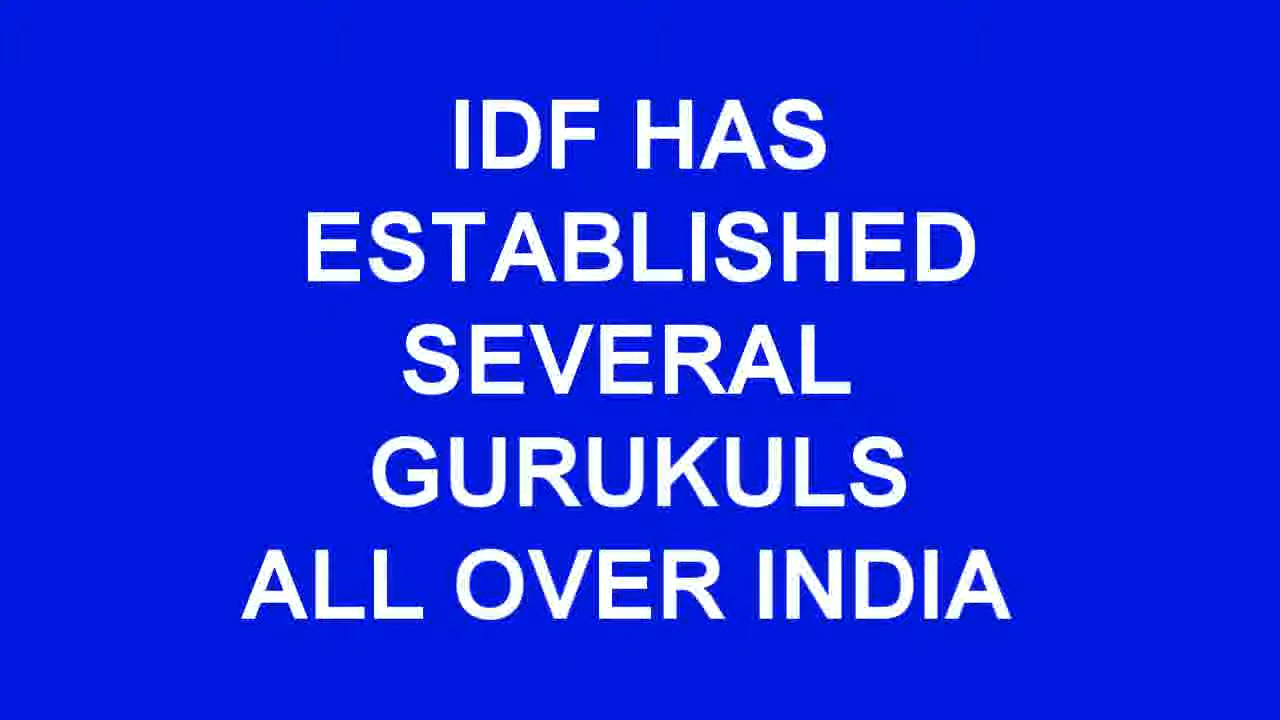 IDF HAS
ESTABLISHED
SEVERAL
GURUKULS
ALL OVER INDIA